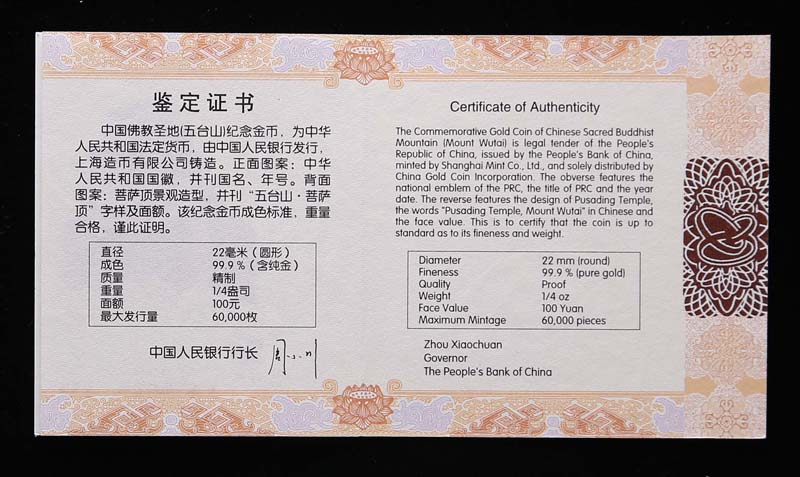 鉴定证书
中国佛教圣地(五台山)纪念金币，为中华
人民共和国法定货币，由中国人民银行发行，
上海造币有限公司铸造。正面图案：中华
人民共和国国徽，并刊国名、年号。背面
图案：菩萨顶景观造型，并刊“五台山·菩萨
顶”字样及面额。该纪念金币成色标准，重量
合格，谨此证明。
直径 22毫米（圆形）
成色 99.9％（含纯金）
质量 精制
重量 1/4盎司
面额 100元
最大发行量 60,000枚
中国人民银行行长 周小川
Certificate of Authenticity
The Commemorative Gold Coin of Chinese Sacred Buddhist
Mountain (Mount Wutai) is legal tender of the People's
Republic of China, issued by the People's Bank of China,
minted by Shanghai Mint Co., Ltd., and solely distributed by
China Gold Coin Incorporation. The obverse features the
national emblem of the PRC, the title of PRC and the year
date. The reverse features the design of Pusading Temple,
the words "Pusading Temple, Mount Wutai" in Chinese and
the face value. This is to certify that the coin is up to
standard as to its fineness and weight.
Diameter 22 mm (round)
Fineness 99.9 % (pure gold)
Quality Proof
Weight 1/4 oz
Face Value 100 Yuan
Maximum Mintage 60,000 pieces
Zhou Xiaochuan
Governor
The People's Bank of China